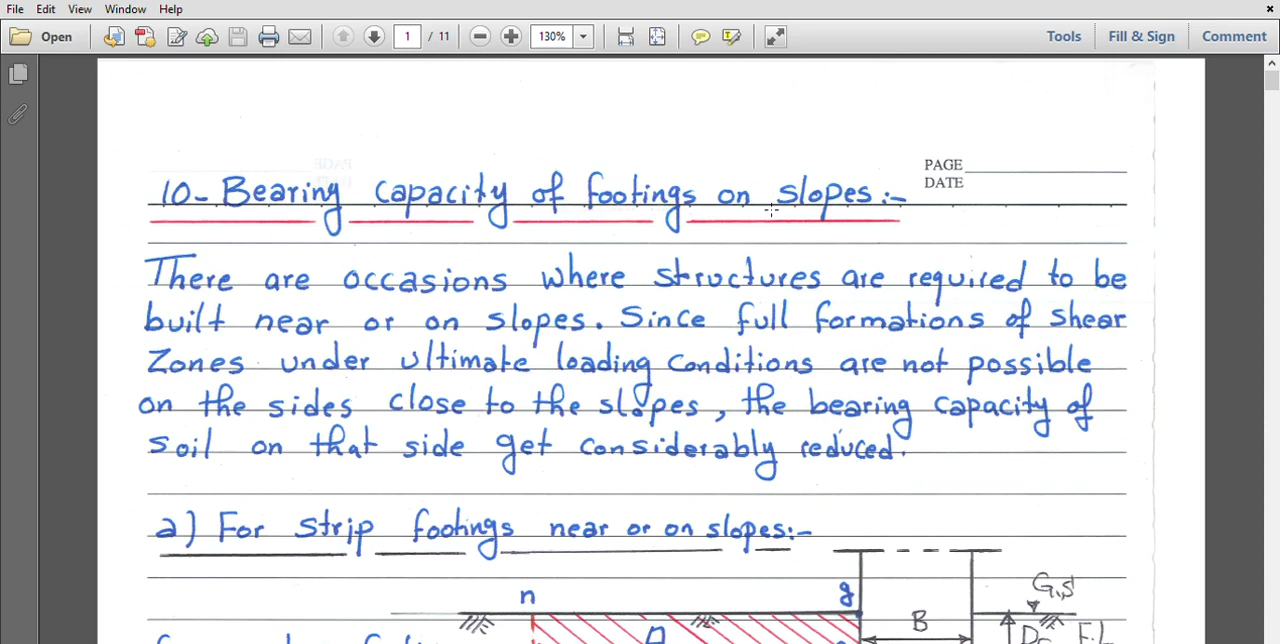 File Edit View Window Help
Open 1 / 11 130% Tools Fill & Sign Comment
PAGE
DATE
10- Bearing capacity of footings on slopes:-
There are occasions where structures are required to be
built near or on slopes. Since full formations of shear
Zones under ultimate loading conditions are not possible
on the sides close to the slopes, the bearing capacity of
soil on that side get considerably reduced.
a) For strip footings near or on slopes:-
n g G.S
B